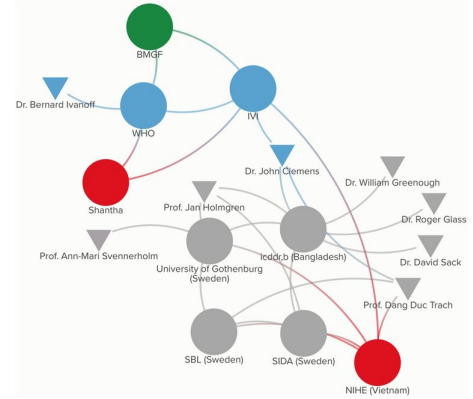 BMGF
Dr. Bernard Ivanoff
WHO
IVI
Dr. John Clemens
Shantha
Dr. William Greenough
Prof. Jan Holmgren
Dr. Roger Glass
Prof. Ann-Mari Svennerholm
icddr,b (Bangladesh)
Dr. David Sack
University of Gothenburg
(Sweden)
Prof. Dang Duc Trach
SBL (Sweden)
SIDA (Sweden)
NIHE (Vietnam)